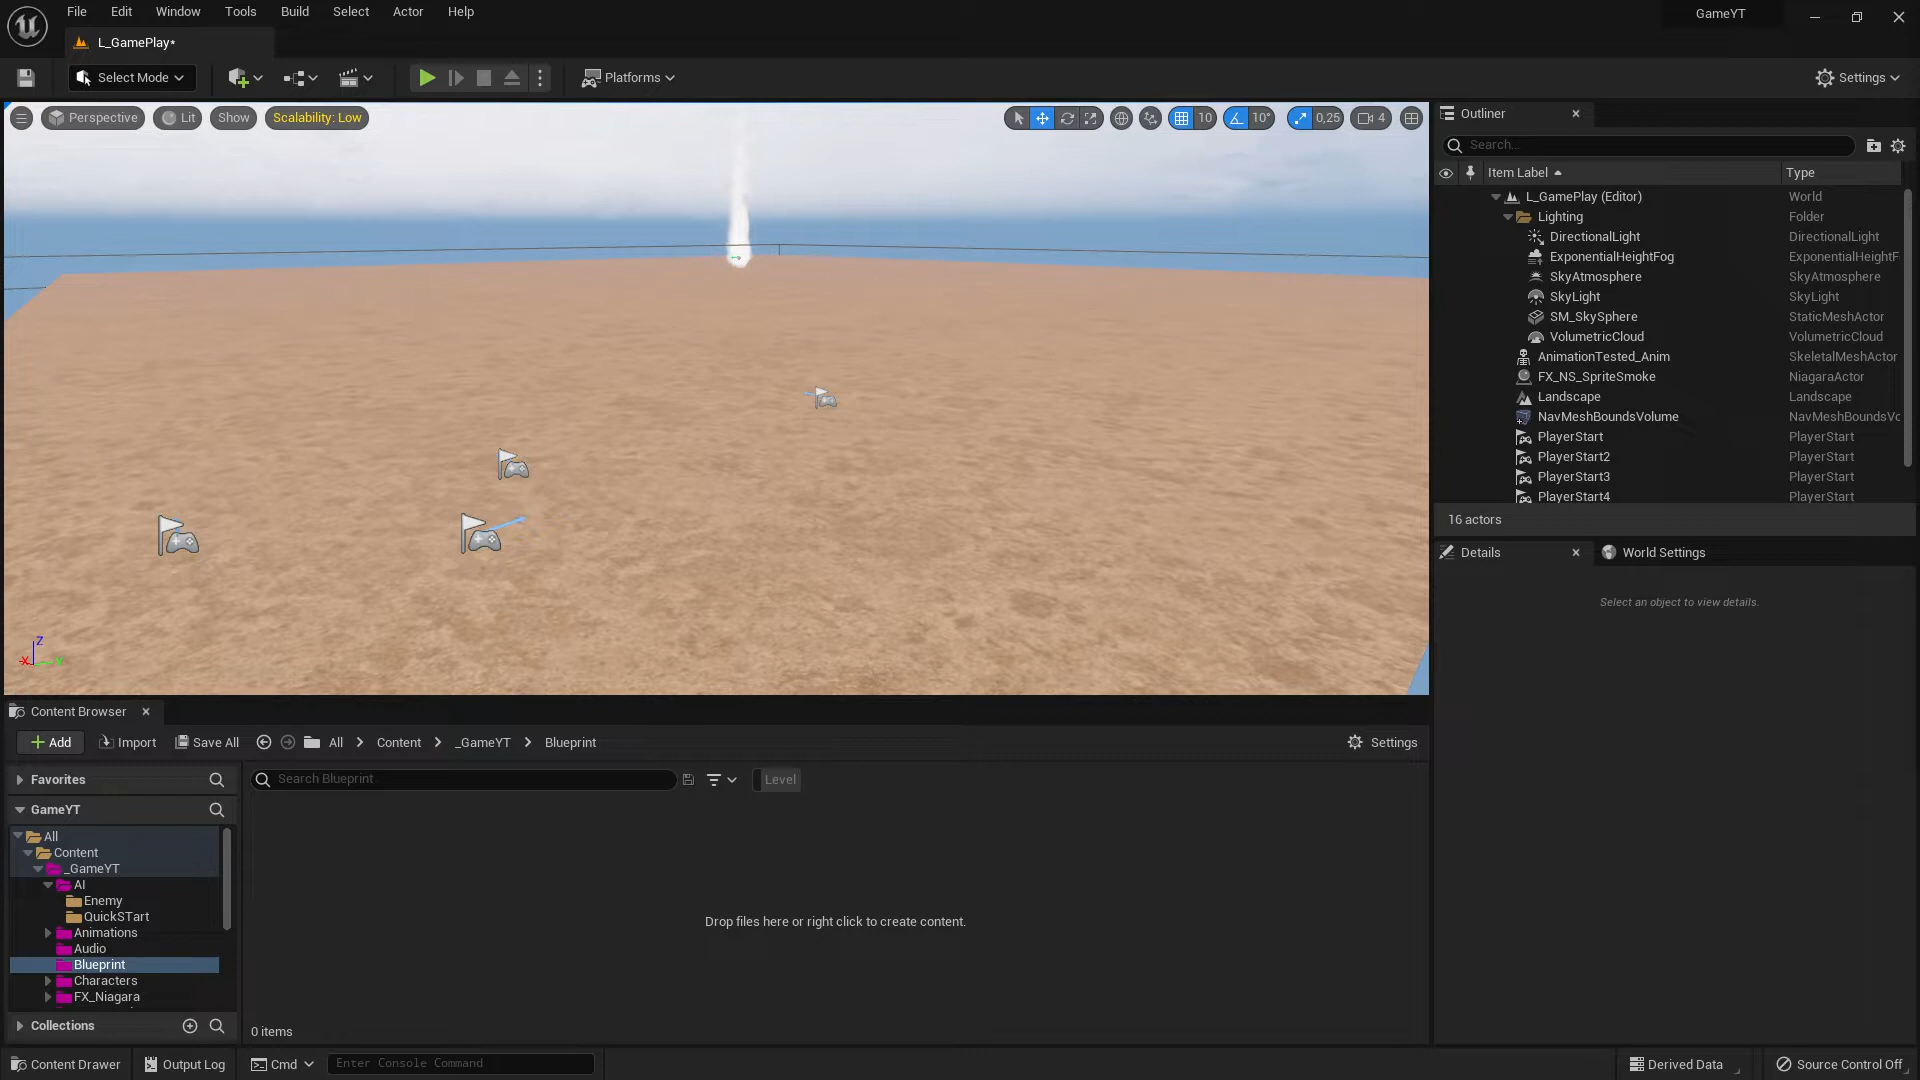 File Edit Window Tools Build Select Actor Help
GameYT
L_GamePlay*
Select Mode
Platforms
Settings
Perspective
Lit
Show
Scalability: Low
10
10°
0,25
4
Outliner
Search...
Item Label
Type
L_GamePlay (Editor) World
Lighting Folder
DirectionalLight DirectionalLight
ExponentialHeightFog ExponentialHeightF
SkyAtmosphere SkyAtmosphere
SkyLight SkyLight
SM_SkySphere StaticMeshActor
VolumetricCloud VolumetricCloud
AnimationTested_Anim SkeletalMeshActor
FX_NS_SpriteSmoke NiagaraActor
Landscape Landscape
NavMeshBoundsVolume NavMeshBoundsVo
PlayerStart PlayerStart
PlayerStart2 PlayerStart
PlayerStart3 PlayerStart
PlayerStart4 PlayerStart
16 actors
Details
World Settings
Select an object to view details.
Z
X
Y
Content Browser
Add
Import
Save All
All
Content
_GameYT
Blueprint
Settings
Favorites
Search Blueprint
Level
GameYT
All
Content
_GameYT
AI
Enemy
QuickSTart
Animations
Audio
Blueprint
Characters
FX_Niagara
Drop files here or right click to create content.
Collections
0 items
Content Drawer
Output Log
Cmd
Enter Console Command
Derived Data
Source Control Off